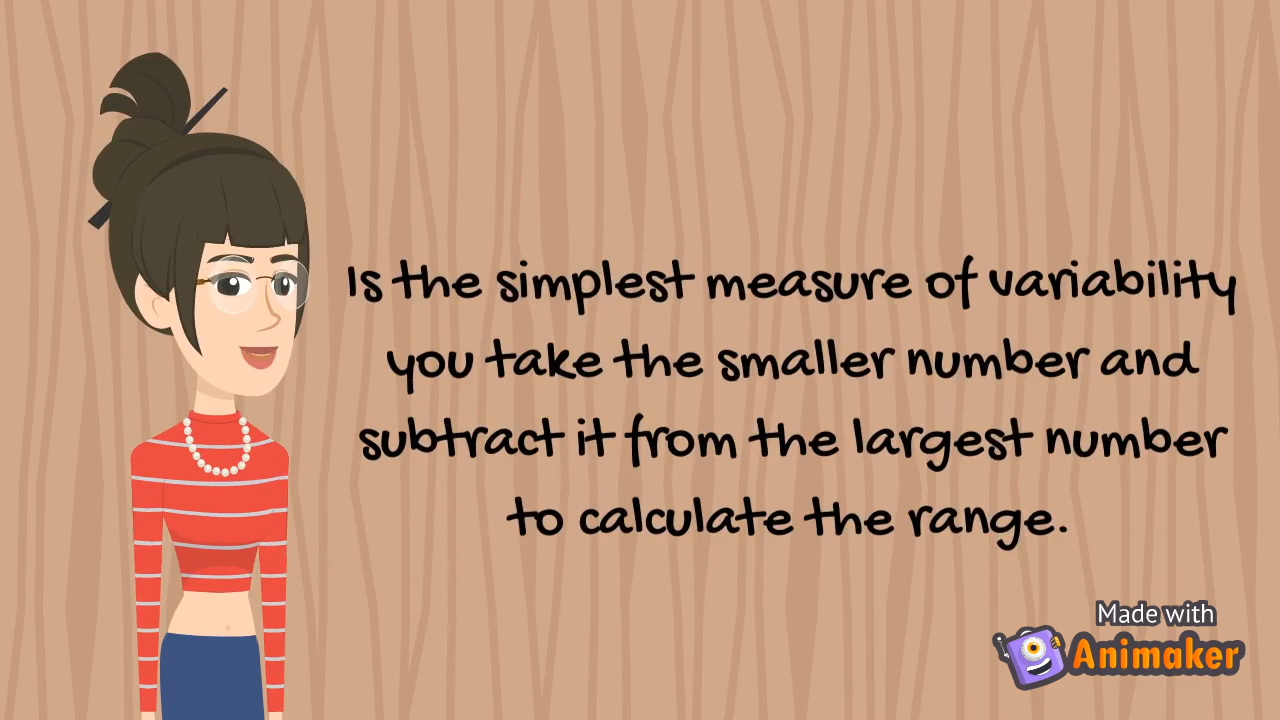 Is the simplest measure of variability
you take the smaller number and
subtract it from the largest number
to calculate the range.
Made with
Animaker